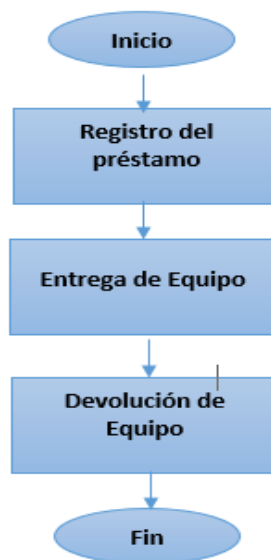 Inicio
Registro del
préstamo
Entrega de Equipo
Devolución de
Equipo
Fin